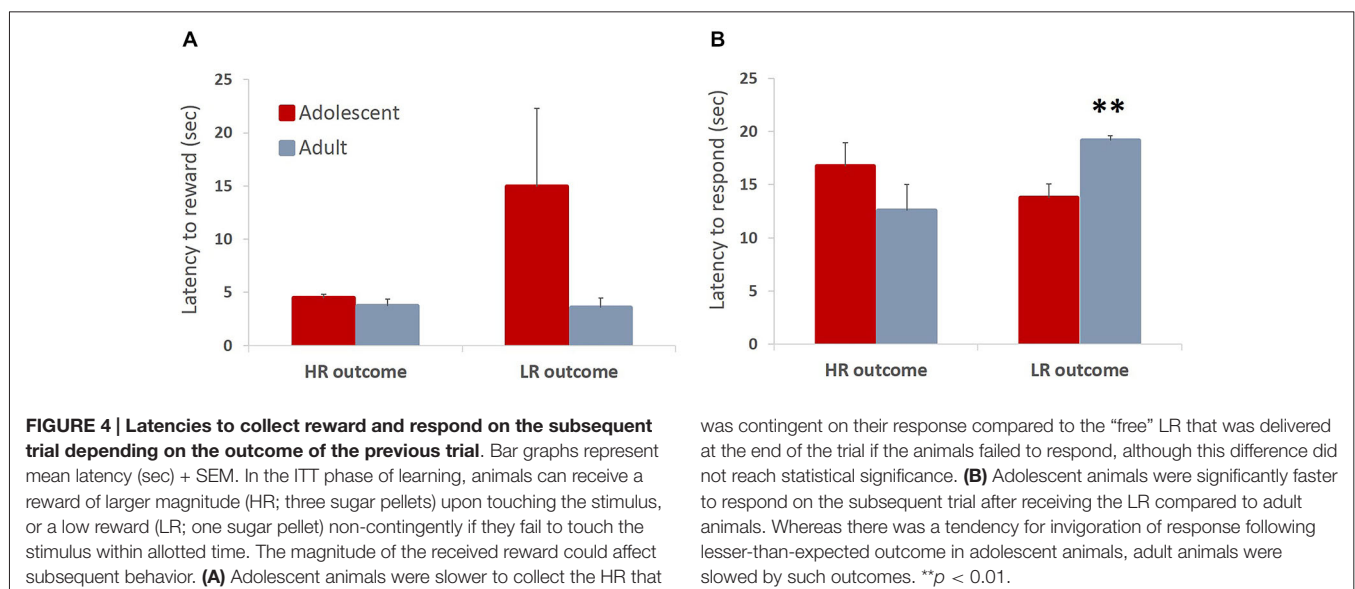 A
25
20
15
10
5
0
Latency to reward (sec)
Adolescent
Adult
HR outcome
LR outcome
B
25
20
15
10
5
0
Latency to respond (sec)
**
HR outcome
LR outcome
FIGURE 4 | Latencies to collect reward and respond on the subsequent
trial depending on the outcome of the previous trial. Bar graphs represent
mean latency (sec) + SEM. In the ITT phase of learning, animals can receive a
reward of larger magnitude (HR; three sugar pellets) upon touching the stimulus,
or a low reward (LR; one sugar pellet) non-contingently if they fail to touch the
stimulus within allotted time. The magnitude of the received reward could affect
subsequent behavior. (A) Adolescent animals were slower to collect the HR that
was contingent on their response compared to the “free” LR that was delivered
at the end of the trial if the animals failed to respond, although this difference did
not reach statistical significance. (B) Adolescent animals were significantly faster
to respond on the subsequent trial after receiving the LR compared to adult
animals. Whereas there was a tendency for invigoration of response following
lesser-than-expected outcome in adolescent animals, adult animals were
slowed by such outcomes. **p < 0.01.